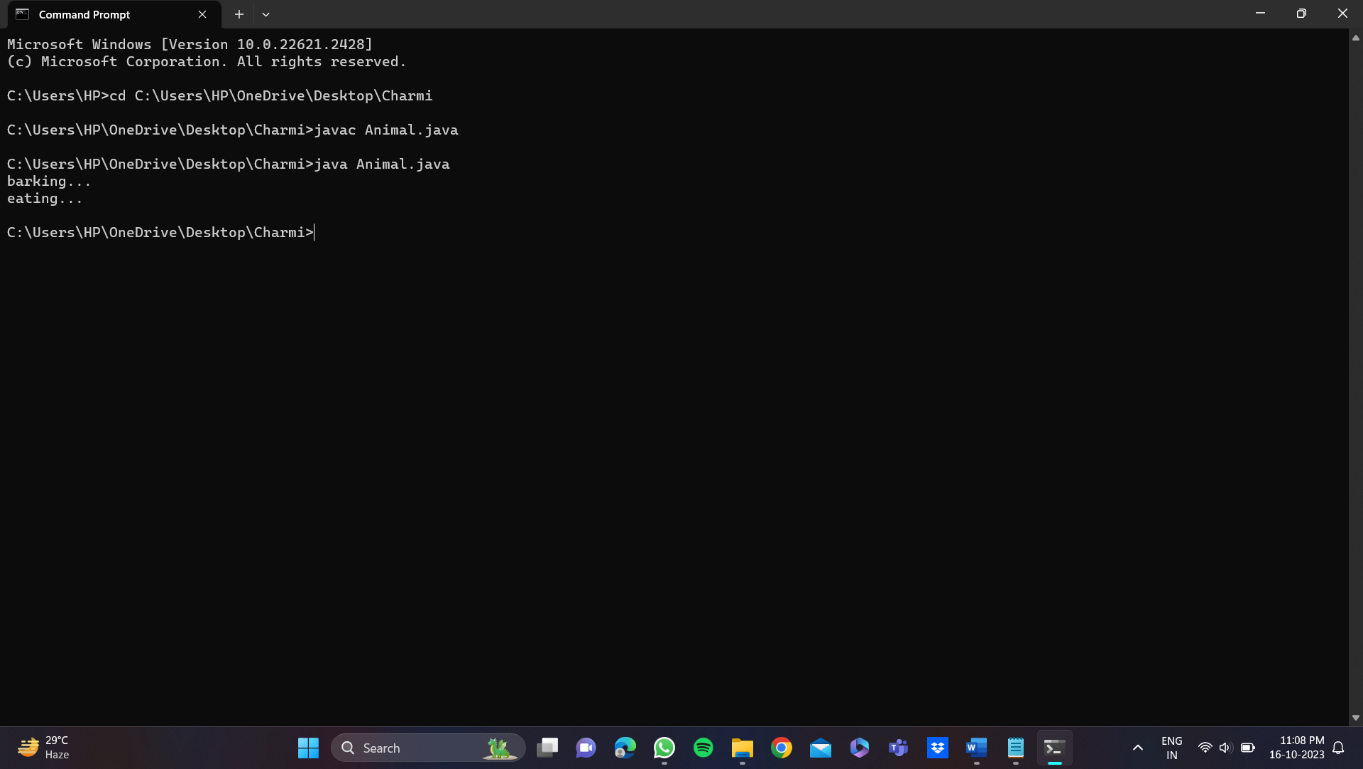 Command Prompt
Microsoft Windows [Version 10.0.22621.2428]
(c) Microsoft Corporation. All rights reserved.
C:\Users\HP>cd C:\Users\HP\OneDrive\Desktop\Charmi
C:\Users\HP\OneDrive\Desktop\Charmi>javac Animal.java
C:\Users\HP\OneDrive\Desktop\Charmi>java Animal.java
barking...
eating...
C:\Users\HP\OneDrive\Desktop\Charmi>
29°C
Haze
Search
ENG
IN
11:08 PM
16-10-2023